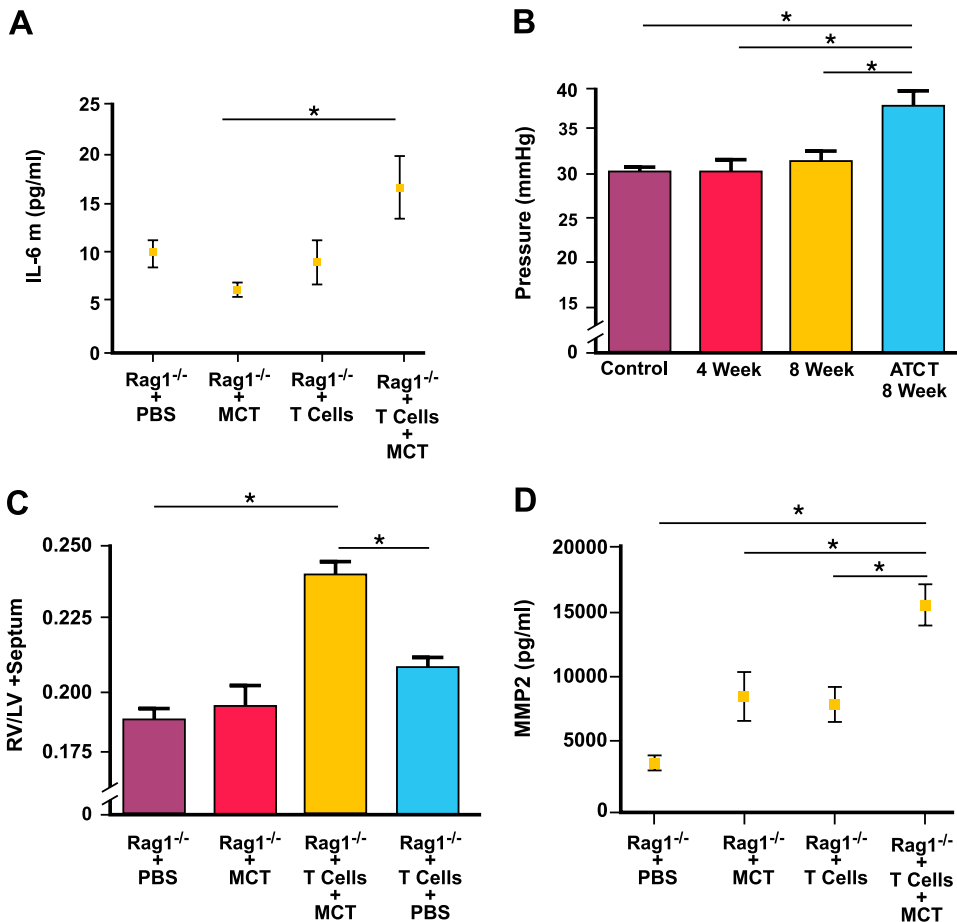 A
IL-6 m (pg/ml)
25
20
15
10
5
0
*
Rag1-/-
+
PBS
Rag1-/-
+
MCT
Rag1-/-
+
T Cells
Rag1-/-
+
T Cells
+
MCT
B
Pressure (mmHg)
40
35
30
25
20
15
0
*
*
*
Control
4 Week
8 Week
ATCT
8 Week
C
RV/LV +Septum
0.250
0.225
0.200
0.175
0
*
*
Rag1-/-
+
PBS
Rag1-/-
+
MCT
Rag1-/-
+
T Cells
+
MCT
Rag1-/-
+
T Cells
+
PBS
D
MMP2 (pg/ml)
20000
15000
10000
5000
0
*
*
*
Rag1-/-
+
PBS
Rag1-/-
+
MCT
Rag1-/-
+
T Cells
Rag1-/-
+
T Cells
+
MCT